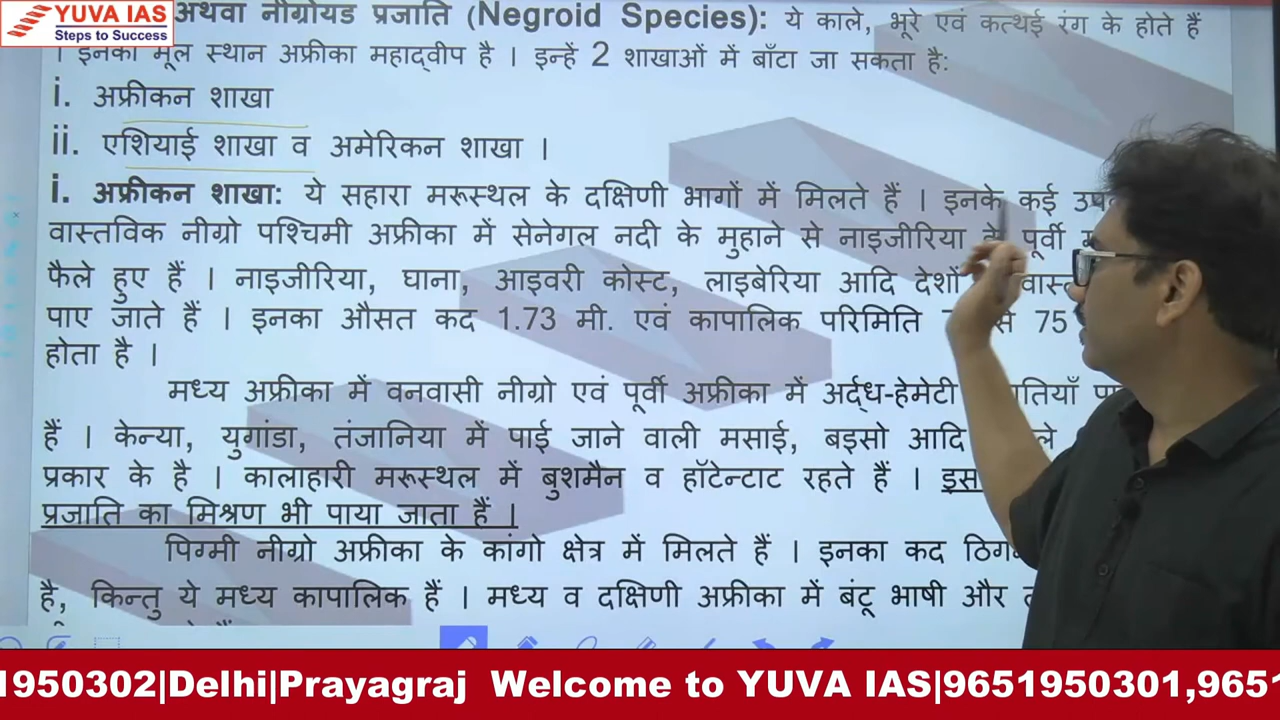 YUVA IAS
Steps to Success
अथवा नीग्रोयड प्रजाति (Negroid Species): ये काले, भूरे एवं कत्थई रंग के होते हैं
। इनका मूल स्थान अफ्रीका महाद्वीप है । इन्हें 2 शाखाओं में बाँटा जा सकता है:
i. अफ्रीकन शाखा
ii. एशियाई शाखा व अमेरिकन शाखा ।
i. अफ्रीकन शाखा: ये सहारा मरूस्थल के दक्षिणी भागों में मिलते हैं । इनके कई
वास्तविक नीग्रो पश्चिमी अफ्रीका में सेनेगल नदी के मुहाने से नाइजीरिया के पूर्वी
फैले हुए हैं । नाइजीरिया, घाना, आइवरी कोस्ट, लाइबेरिया आदि देशों
पाए जाते हैं । इनका औसत कद 1.73 मी. एवं कापालिक परिमिति से 75
होता है ।
मध्य अफ्रीका में वनवासी नीग्रो एवं पूर्वी अफ्रीका में अर्द्ध-हेमेटी
हैं । केन्या, युगांडा, तंजानिया में पाई जाने वाली मसाई, बइसो आदि
प्रकार के है । कालाहारी मरूस्थल में बुशमैन व हॉटेन्टाट रहते हैं ।
प्रजाति का मिश्रण भी पाया जाता हैं ।
पिग्मी नीग्रो अफ्रीका के कांगो क्षेत्र में मिलते हैं । इनका कद
है, किन्तु ये मध्य कापालिक हैं । मध्य व दक्षिणी अफ्रीका में बंटू भाषी और
1950302|Delhi|Prayagraj Welcome to YUVA IAS|9651950301,9651